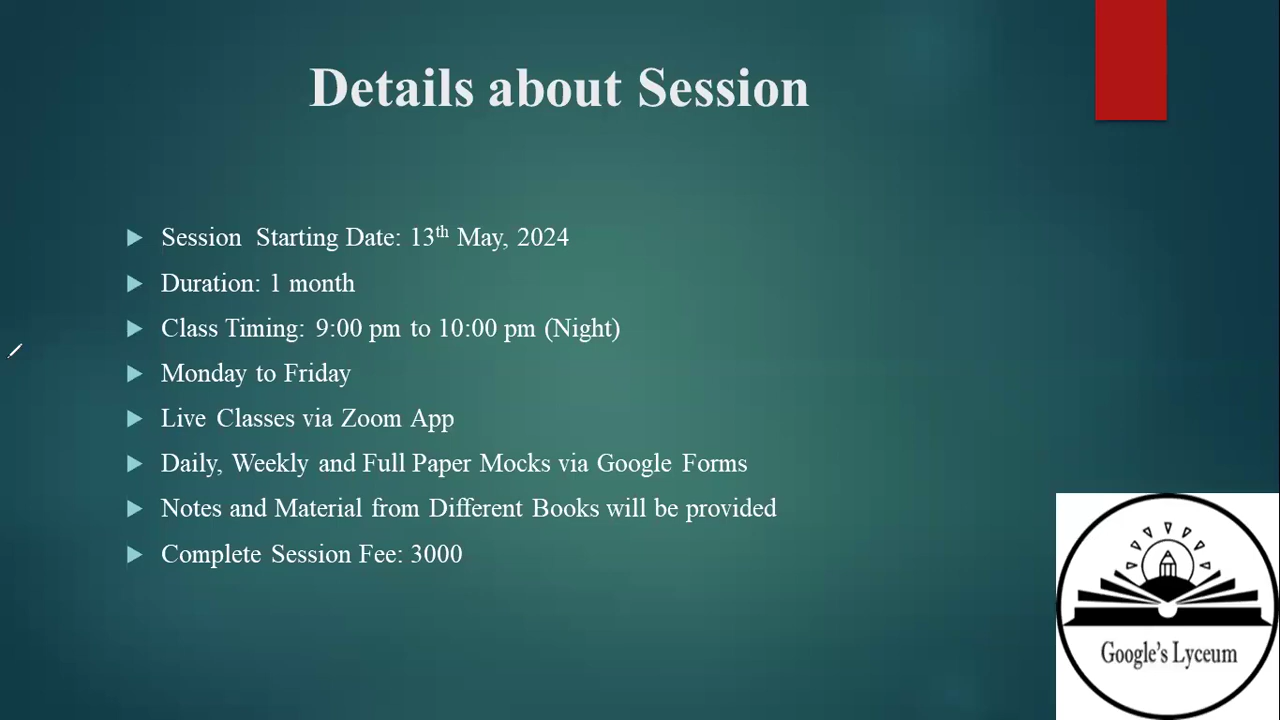 Details about Session
Session Starting Date: 13th May, 2024
Duration: 1 month
Class Timing: 9:00 pm to 10:00 pm (Night)
Monday to Friday
Live Classes via Zoom App
Daily, Weekly and Full Paper Mocks via Google Forms
Notes and Material from Different Books will be provided
Complete Session Fee: 3000
Google's Lyceum